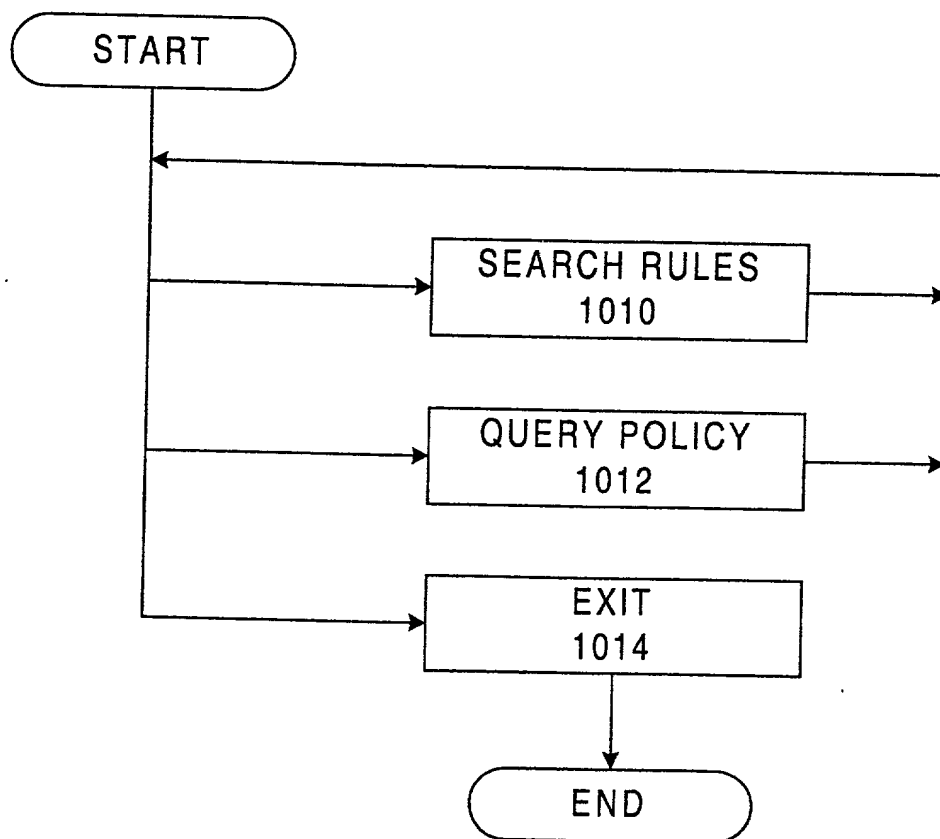 START
SEARCH RULES
1010
QUERY POLICY
1012
EXIT
1014
END